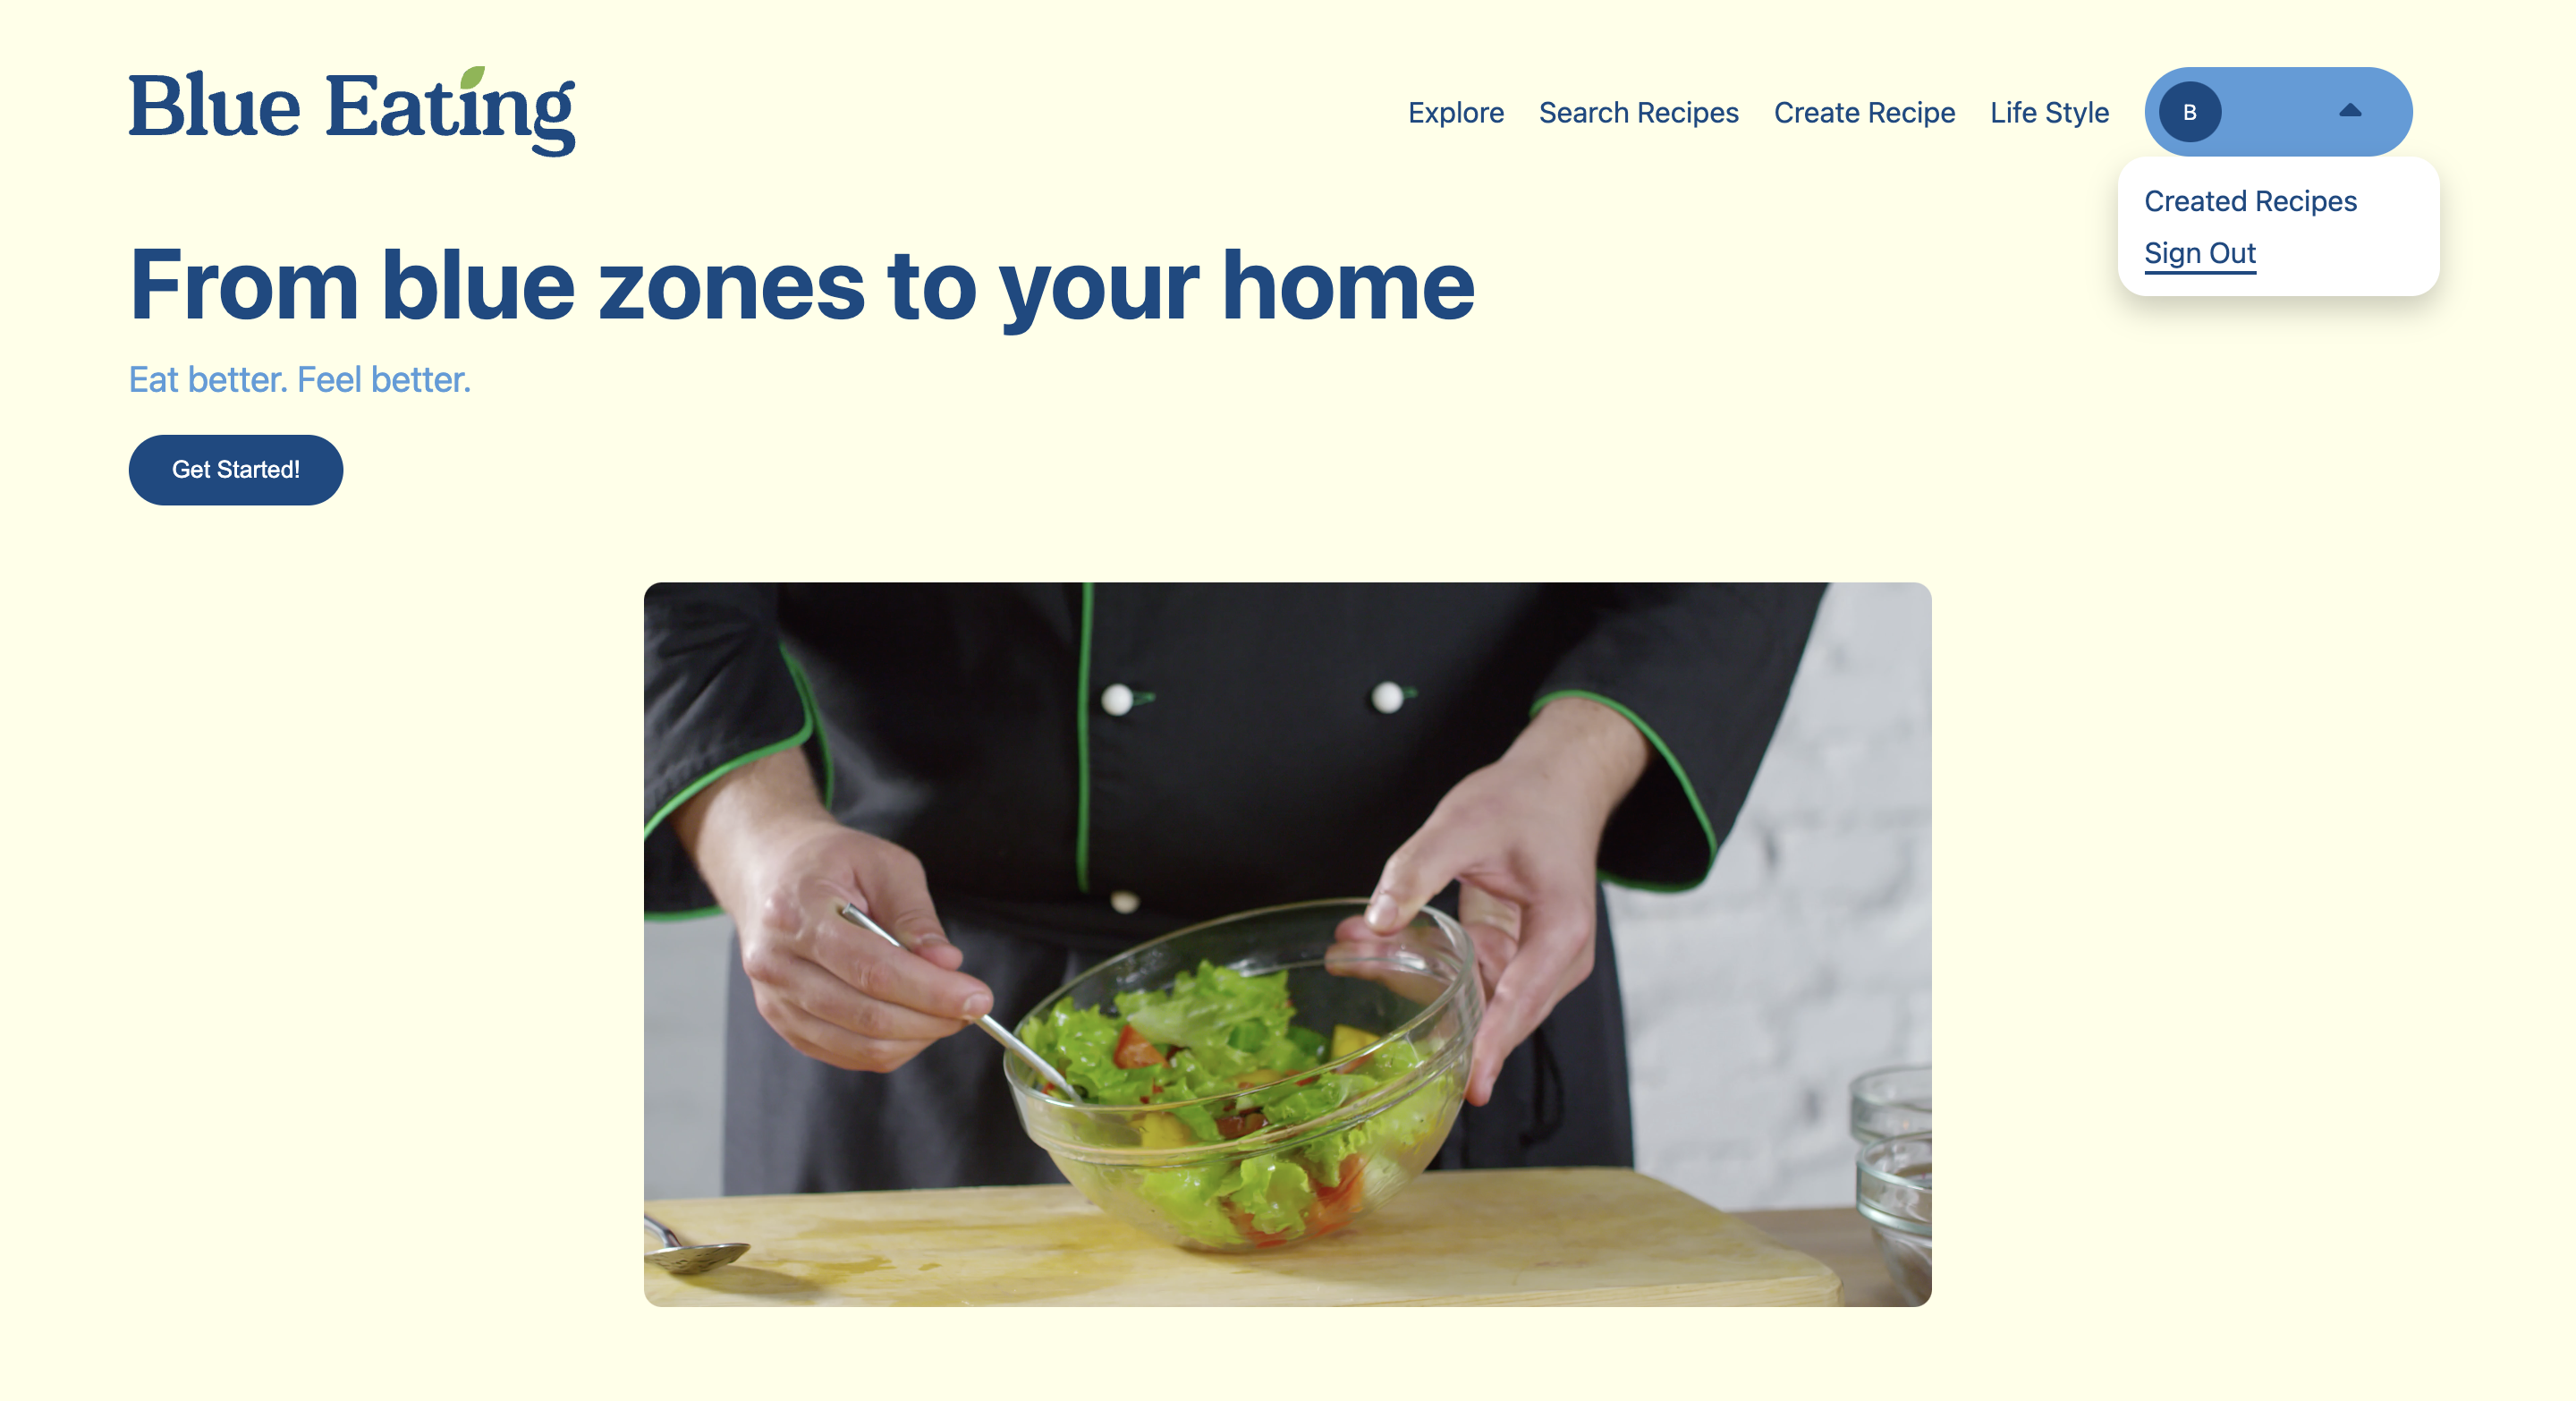 Blue Eating
Explore
Search Recipes
Create Recipe
Life Style
B
Created Recipes
Sign Out
From blue zones to your home
Eat better. Feel better.
Get Started!